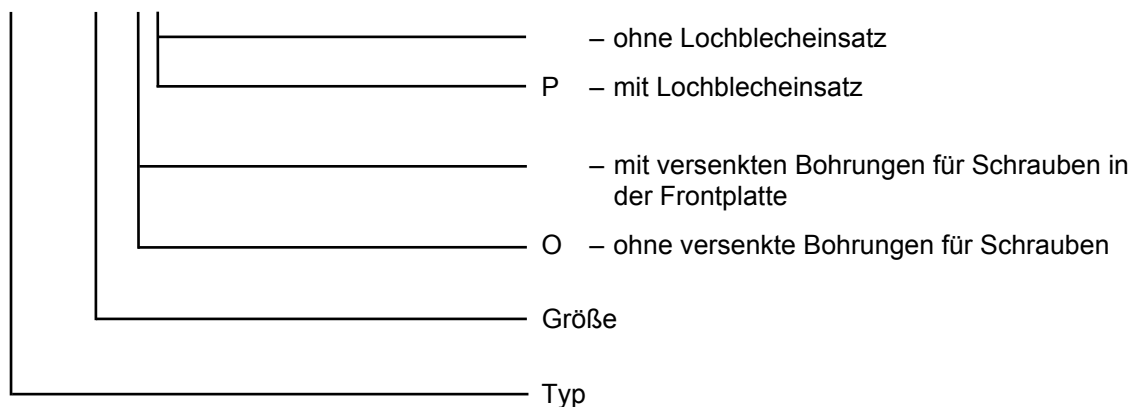 – ohne Lochblecheinsatz
P – mit Lochblecheinsatz
– mit versenkten Bohrungen für Schrauben in
der Frontplatte
O – ohne versenkte Bohrungen für Schrauben
Größe
Typ